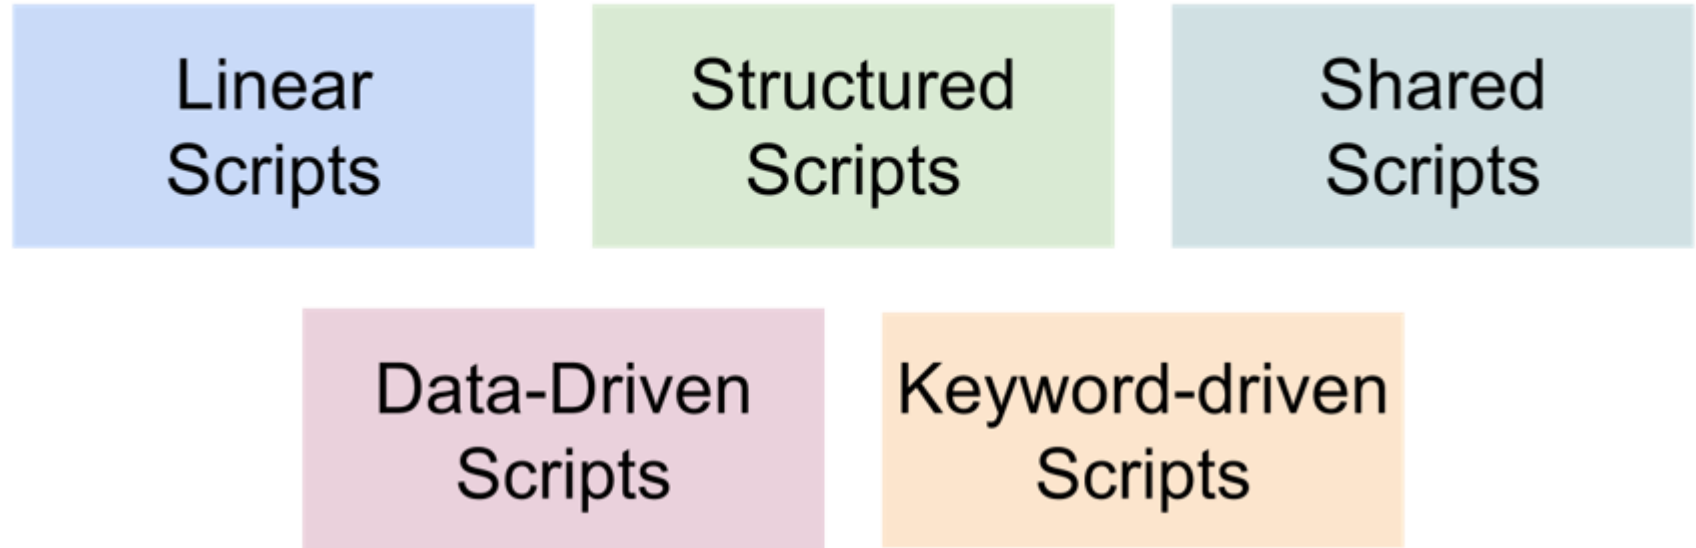 Linear
Scripts
Structured
Scripts
Shared
Scripts
Data-Driven
Scripts
Keyword-driven
Scripts